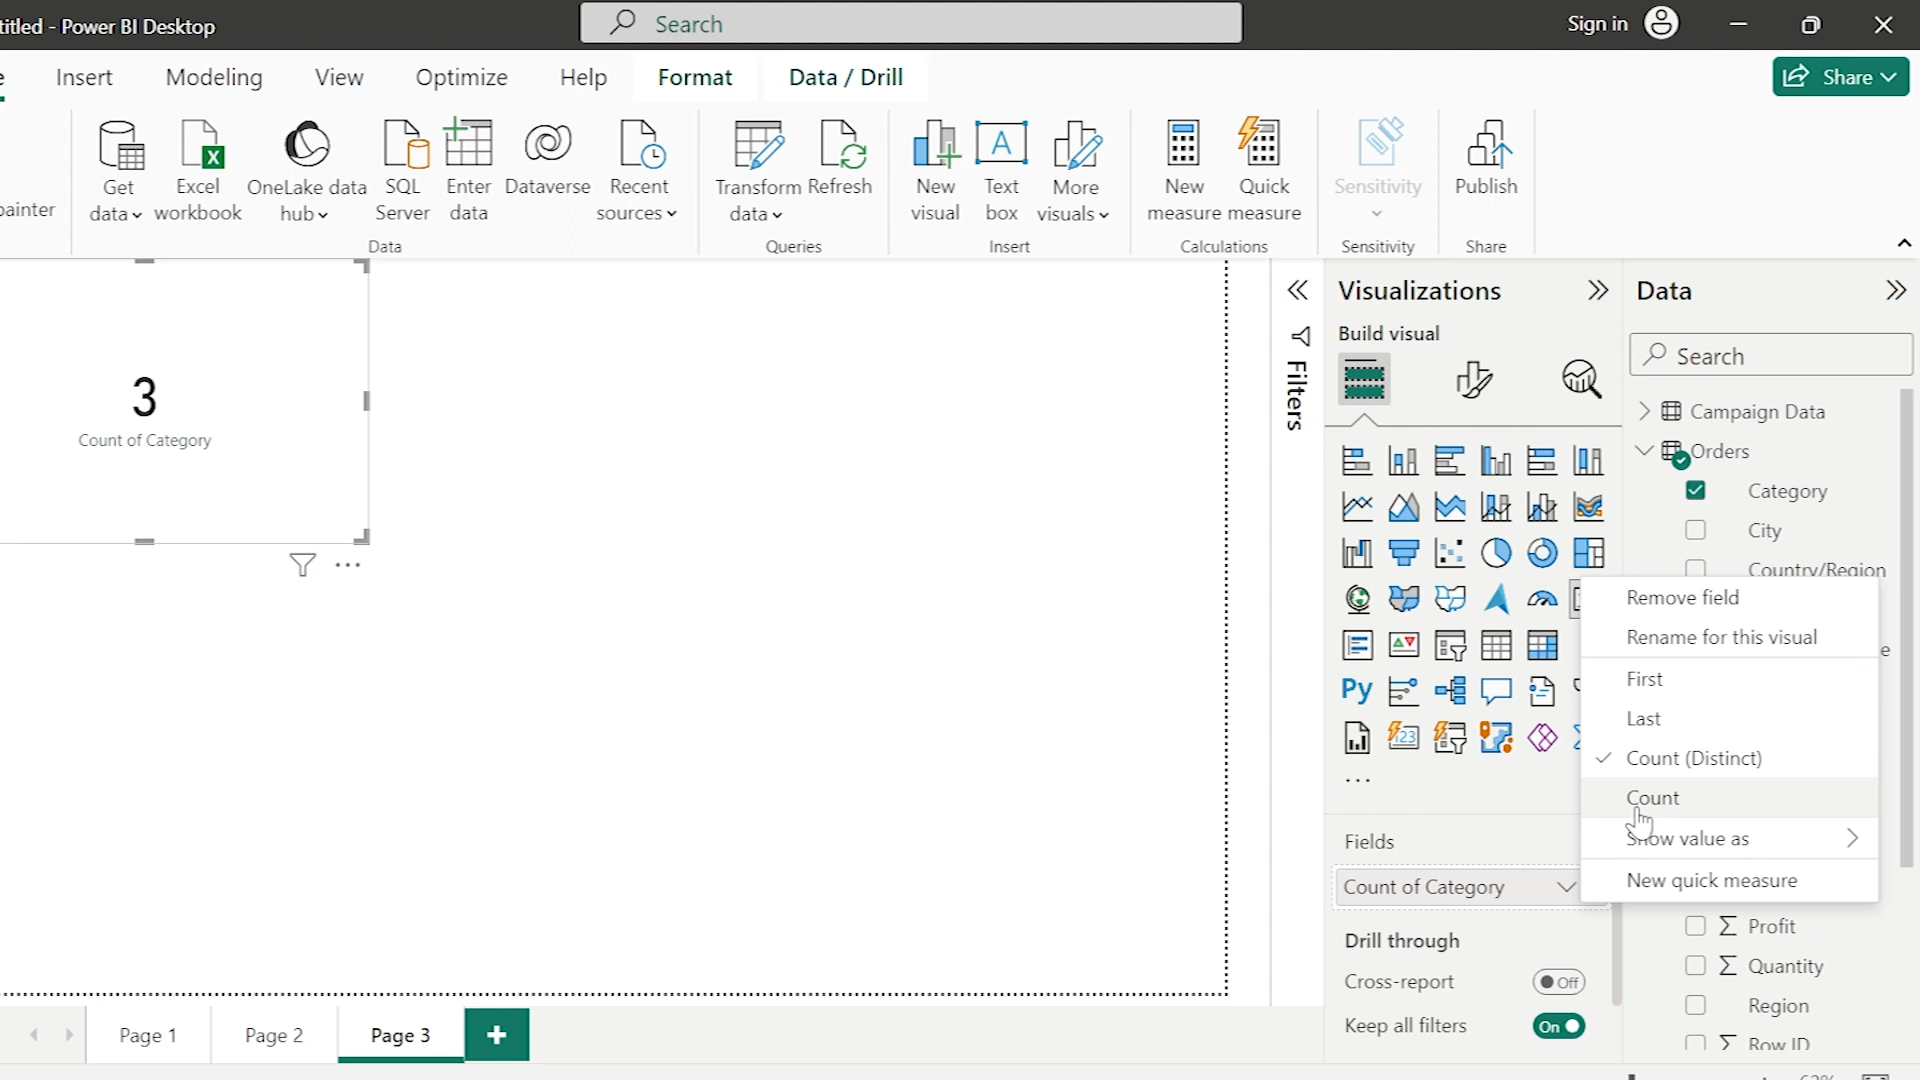 titled - Power BI Desktop
Search
Sign in
Insert
Modeling
View
Optimize
Help
Format
Data / Drill
Share
painter
Get data
Excel workbook
OneLake data hub
SQL Server
Enter data
Dataverse
Recent sources
Data
Transform data
Refresh
Queries
New visual
A
Text box
More visuals
Insert
New measure
Quick measure
Calculations
Sensitivity
Sensitivity
Publish
Share
3
Count of Category
Filters
Visualizations
Build visual
Py
123
Fields
Count of Category
Drill through
Cross-report
Off
Keep all filters
On
Data
Search
Campaign Data
Orders
Category
City
Country/Region
e
Remove field
Rename for this visual
First
Last
Count (Distinct)
Count
Show value as
New quick measure
Profit
Quantity
Region
Row ID
Page 1
Page 2
Page 3